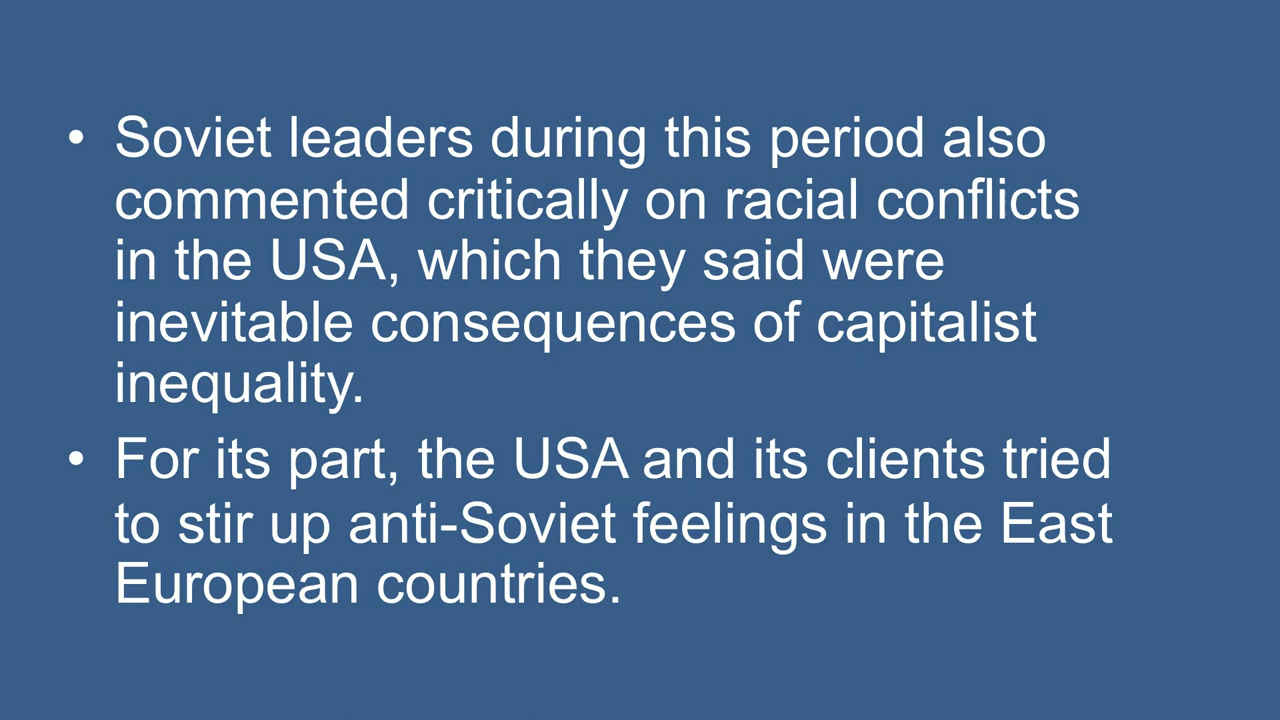 • Soviet leaders during this period also
commented critically on racial conflicts
in the USA, which they said were
inevitable consequences of capitalist
inequality.
• For its part, the USA and its clients tried
to stir up anti-Soviet feelings in the East
European countries.